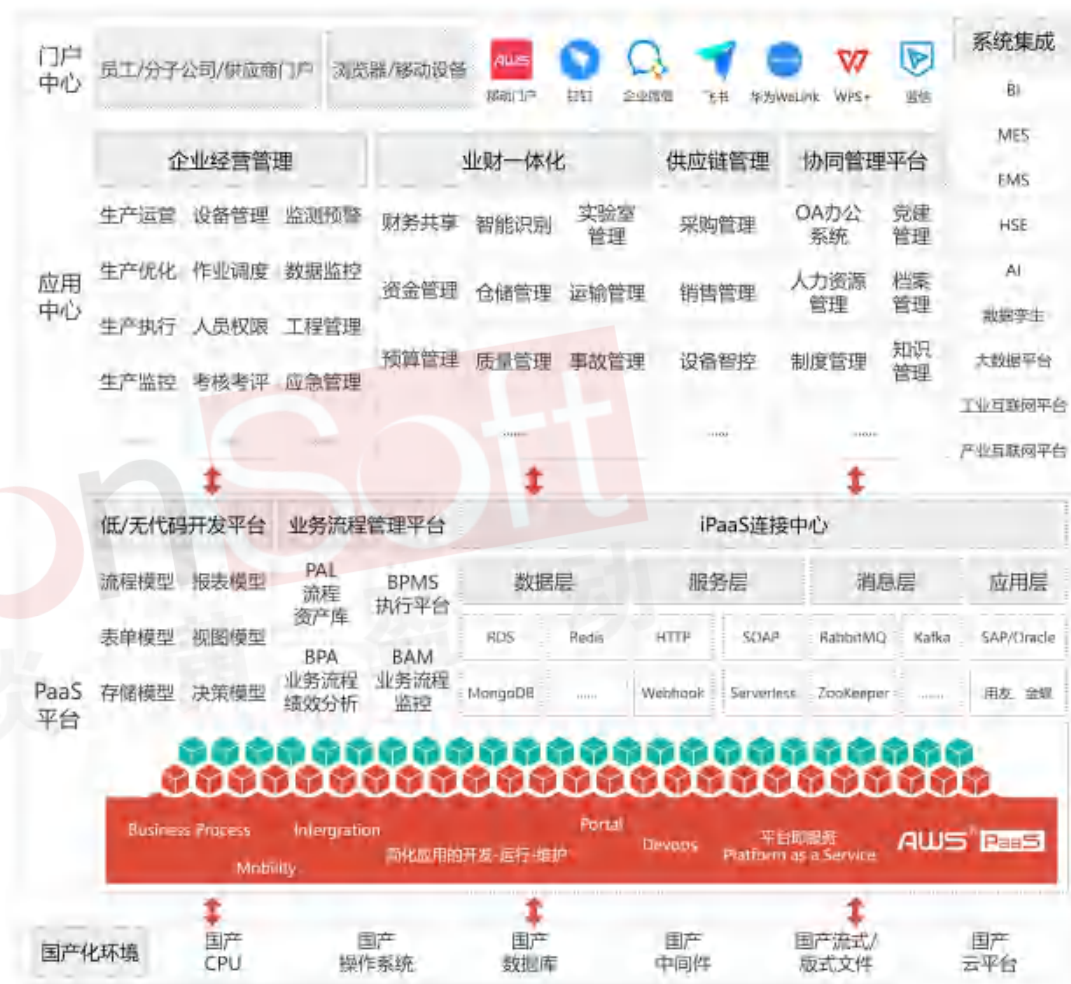 门户
中心
员工/分子公司/供应商门户
浏览器/移动设备
AWS
移动门户
钉钉
企业微信
飞书
华为WeLink
WPS+
蓝信
系统集成
BI
MES
EMS
HSE
AI
数据孪生
大数据平台
工业互联网平台
产业互联网平台
应用
中心
企业经营管理
生产运营 设备管理 监测预警
生产优化 作业调度 数据监控
生产执行 人员权限 工程管理
生产监控 考核考评 应急管理
...... ...... ......
业财一体化
财务共享 智能识别 实验室
管理
资金管理 仓储管理 运输管理
预算管理 质量管理 事故管理
......
供应链管理
采购管理
销售管理
设备智控
......
协同管理平台
OA办公
系统
党建
管理
人力资源
管理
档案
管理
制度管理
知识
管理
......
PaaS
平台
低/无代码开发平台
流程模型 报表模型
表单模型 视图模型
存储模型 决策模型
业务流程管理平台
PAL
流程
资产库
BPMS
执行平台
BPA
业务流程
绩效分析
BAM
业务流程
监控
iPaaS连接中心
数据层 服务层 消息层 应用层
RDS Redis HTTP SOAP RabbitMQ Kafka SAP/Oracle
MongoDB ...... Webhook Serverless ZooKeeper ...... 用友、金蝶
Business Process
Intergration
Portal
Mobility
简化应用的开发-运行-维护
Devops
平台即服务
Platform as a Service
AWS® PaaS
国产化环境
国产
CPU
国产
操作系统
国产
数据库
国产
中间件
国产流式/
版式文件
国产
云平台
onSoft